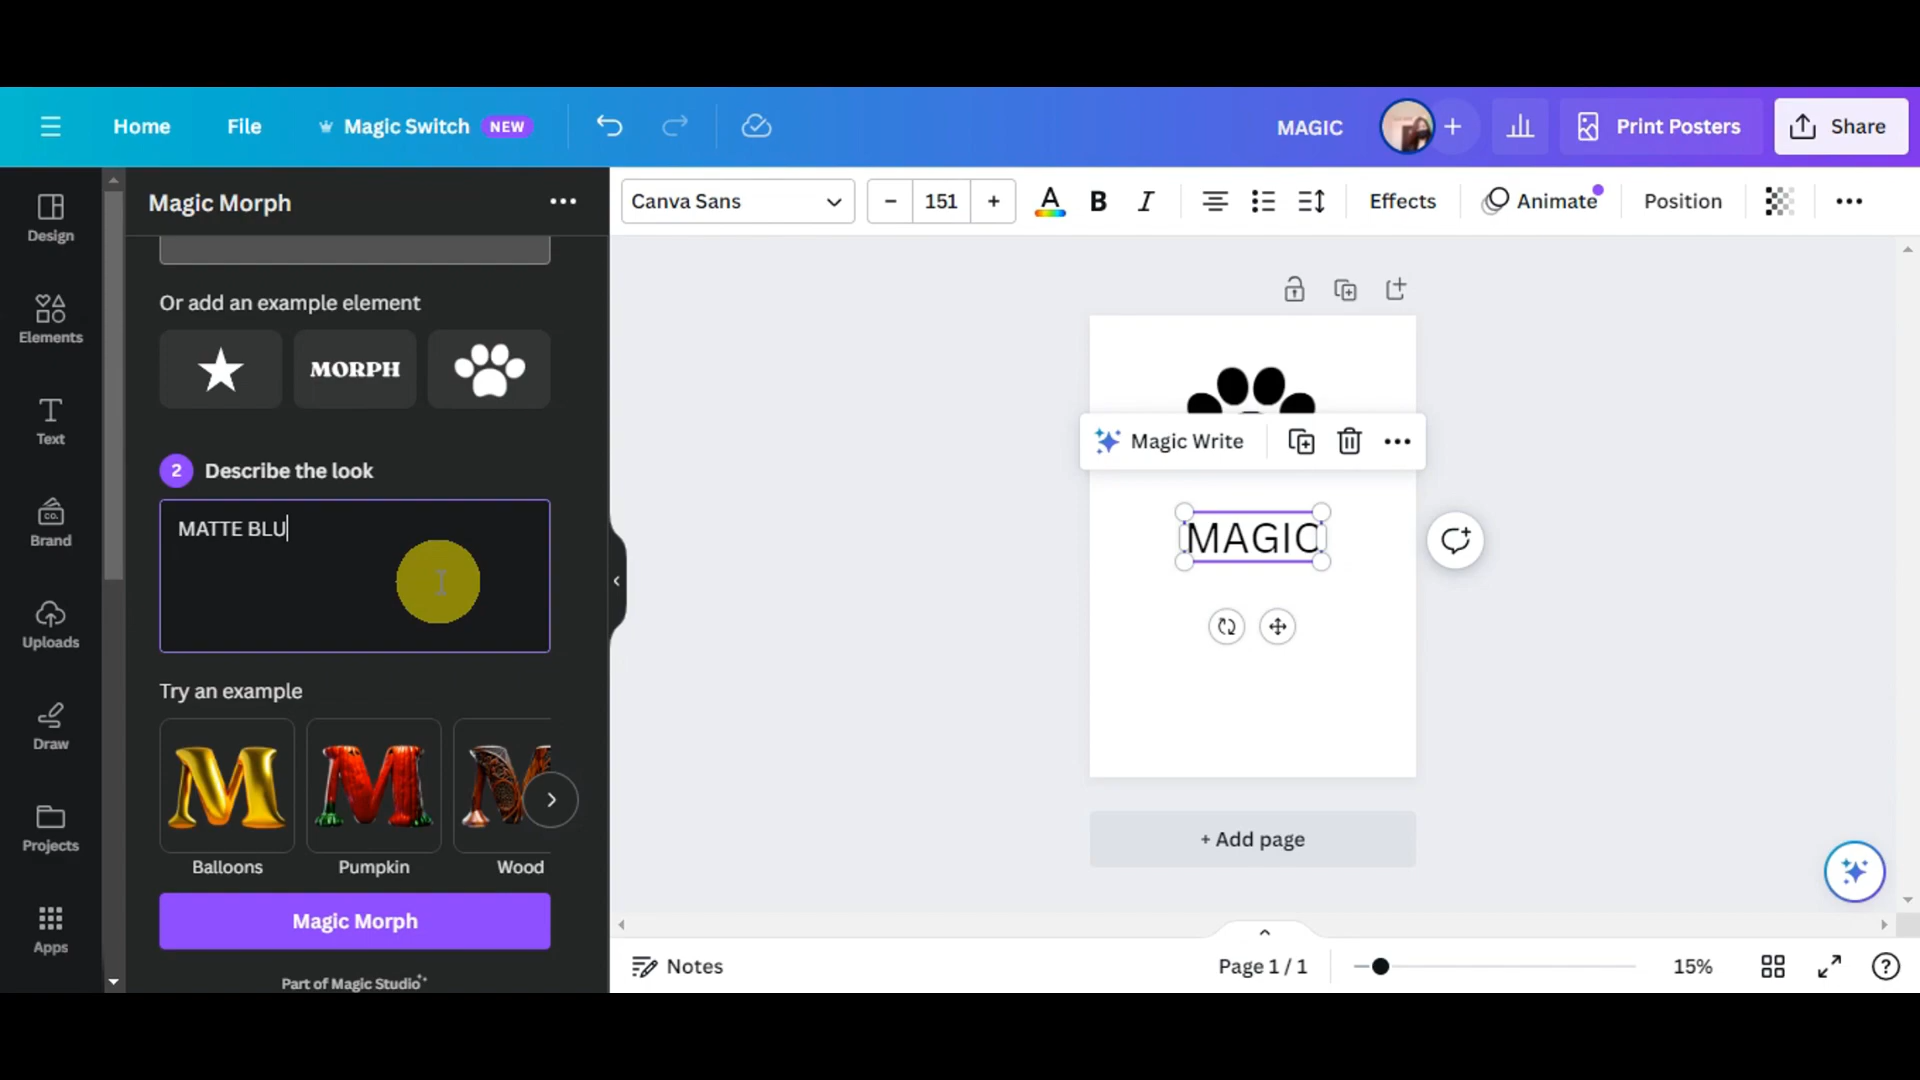 Home
File
Magic Switch
NEW
MAGIC
Print Posters
Share
Design
Elements
Text
Brand
CO.
Uploads
Draw
Projects
Apps
Magic Morph
Or add an example element
MORPH
2 Describe the look
MATTE BLU
Try an example
M
M
M
Balloons
Pumpkin
Wood
Magic Morph
Part of Magic Studio
Canva Sans
151
A
B
I
Effects
Animate
Position
Magic Write
MAGIC
+ Add page
Notes
Page 1 / 1
15%
?